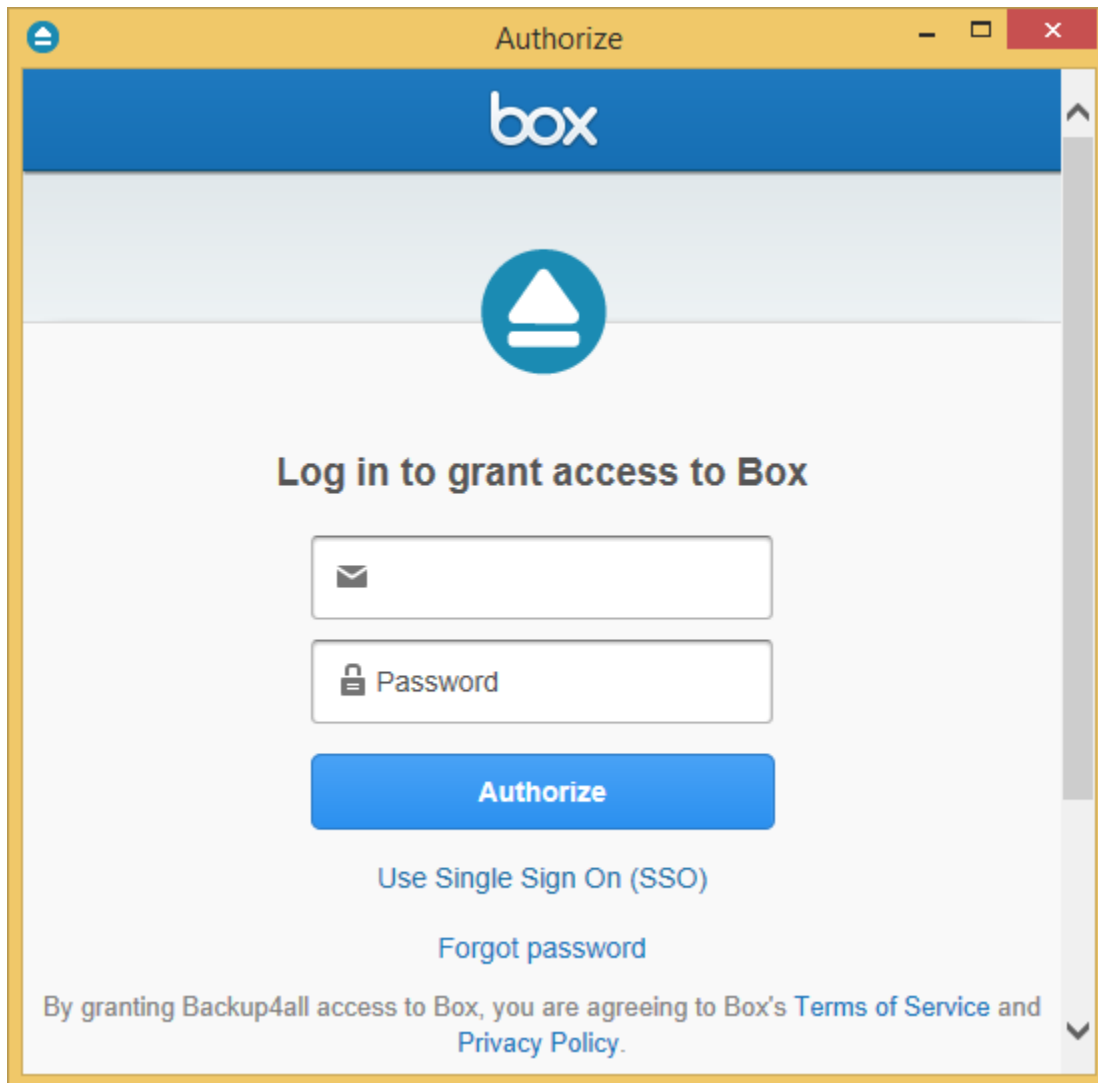 Authorize
box
Log in to grant access to Box
Password
Authorize
Use Single Sign On (SSO)
Forgot password
By granting Backup4all access to Box, you are agreeing to Box's Terms of Service and
Privacy Policy.